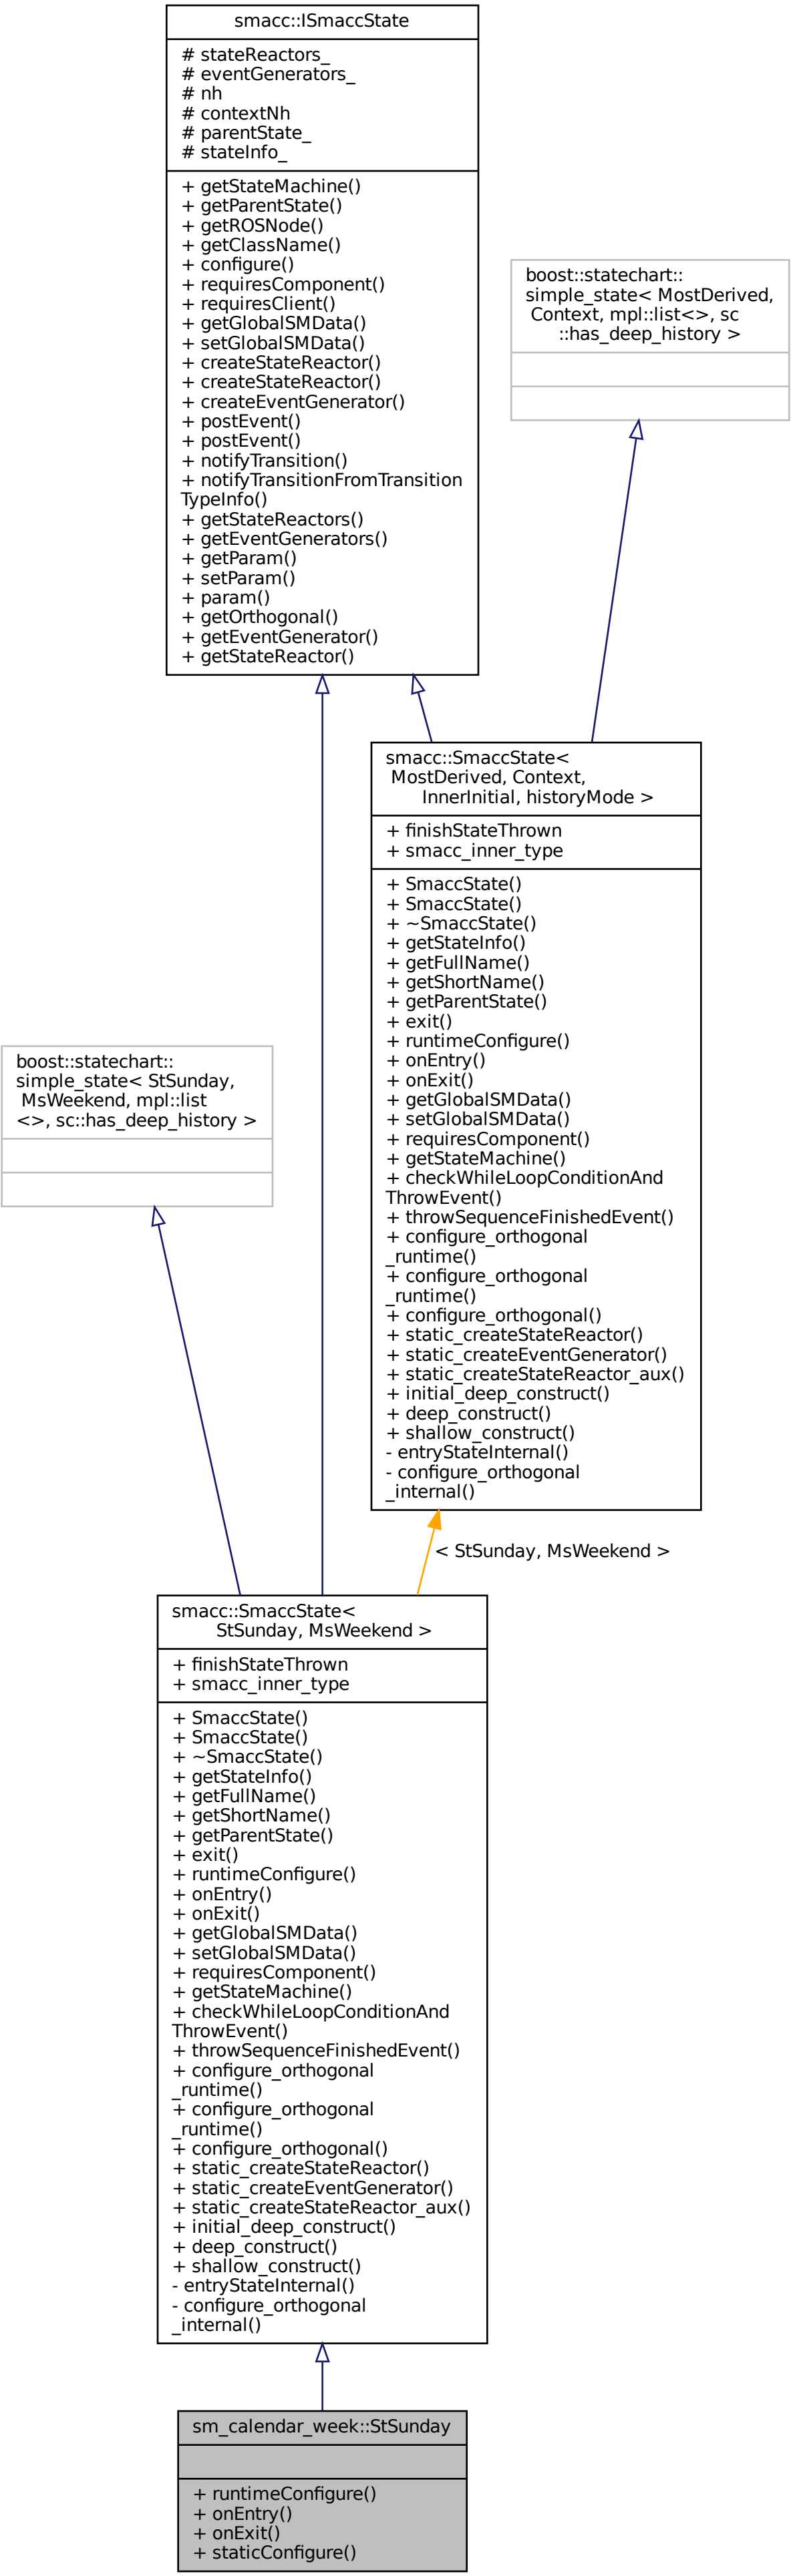 smacc::ISmaccState
# stateReactors_
# eventGenerators_
# nh
# contextNh
# parentState_
# stateInfo_
+ getStateMachine()
+ getParentState()
+ getROSNode()
+ getClassName()
+ configure()
+ requiresComponent()
+ requiresClient()
+ getGlobalSMData()
+ setGlobalSMData()
+ createStateReactor()
+ createStateReactor()
+ createEventGenerator()
+ postEvent()
+ postEvent()
+ notifyTransition()
+ notifyTransitionFromTransition
TypeInfo()
+ getStateReactors()
+ getEventGenerators()
+ getParam()
+ setParam()
+ param()
+ getOrthogonal()
+ getEventGenerator()
+ getStateReactor()
boost::statechart::
simple_state< MostDerived,
Context, mpl::list<>, sc
::has_deep_history >
smacc::SmaccState<
MostDerived, Context,
InnerInitial, historyMode >
+ finishStateThrown
+ smacc_inner_type
+ SmaccState()
+ SmaccState()
+ ~SmaccState()
+ getStateInfo()
+ getFullName()
+ getShortName()
+ getParentState()
+ exit()
+ runtimeConfigure()
+ onEntry()
+ onExit()
+ getGlobalSMData()
+ setGlobalSMData()
+ requiresComponent()
+ getStateMachine()
+ checkWhileLoopConditionAnd
ThrowEvent()
+ throwSequenceFinishedEvent()
+ configure_orthogonal
_runtime()
+ configure_orthogonal
_runtime()
+ configure_orthogonal()
+ static_createStateReactor()
+ static_createEventGenerator()
+ static_createStateReactor_aux()
+ initial_deep_construct()
+ deep_construct()
+ shallow_construct()
- entryStateInternal()
- configure_orthogonal
_internal()
boost::statechart::
simple_state< StSunday,
MsWeekend, mpl::list
<>, sc::has_deep_history >
< StSunday, MsWeekend >
smacc::SmaccState<
StSunday, MsWeekend >
+ finishStateThrown
+ smacc_inner_type
+ SmaccState()
+ SmaccState()
+ ~SmaccState()
+ getStateInfo()
+ getFullName()
+ getShortName()
+ getParentState()
+ exit()
+ runtimeConfigure()
+ onEntry()
+ onExit()
+ getGlobalSMData()
+ setGlobalSMData()
+ requiresComponent()
+ getStateMachine()
+ checkWhileLoopConditionAnd
ThrowEvent()
+ throwSequenceFinishedEvent()
+ configure_orthogonal
_runtime()
+ configure_orthogonal
_runtime()
+ configure_orthogonal()
+ static_createStateReactor()
+ static_createEventGenerator()
+ static_createStateReactor_aux()
+ initial_deep_construct()
+ deep_construct()
+ shallow_construct()
- entryStateInternal()
- configure_orthogonal
_internal()
sm_calendar_week::StSunday
+ runtimeConfigure()
+ onEntry()
+ onExit()
+ staticConfigure()